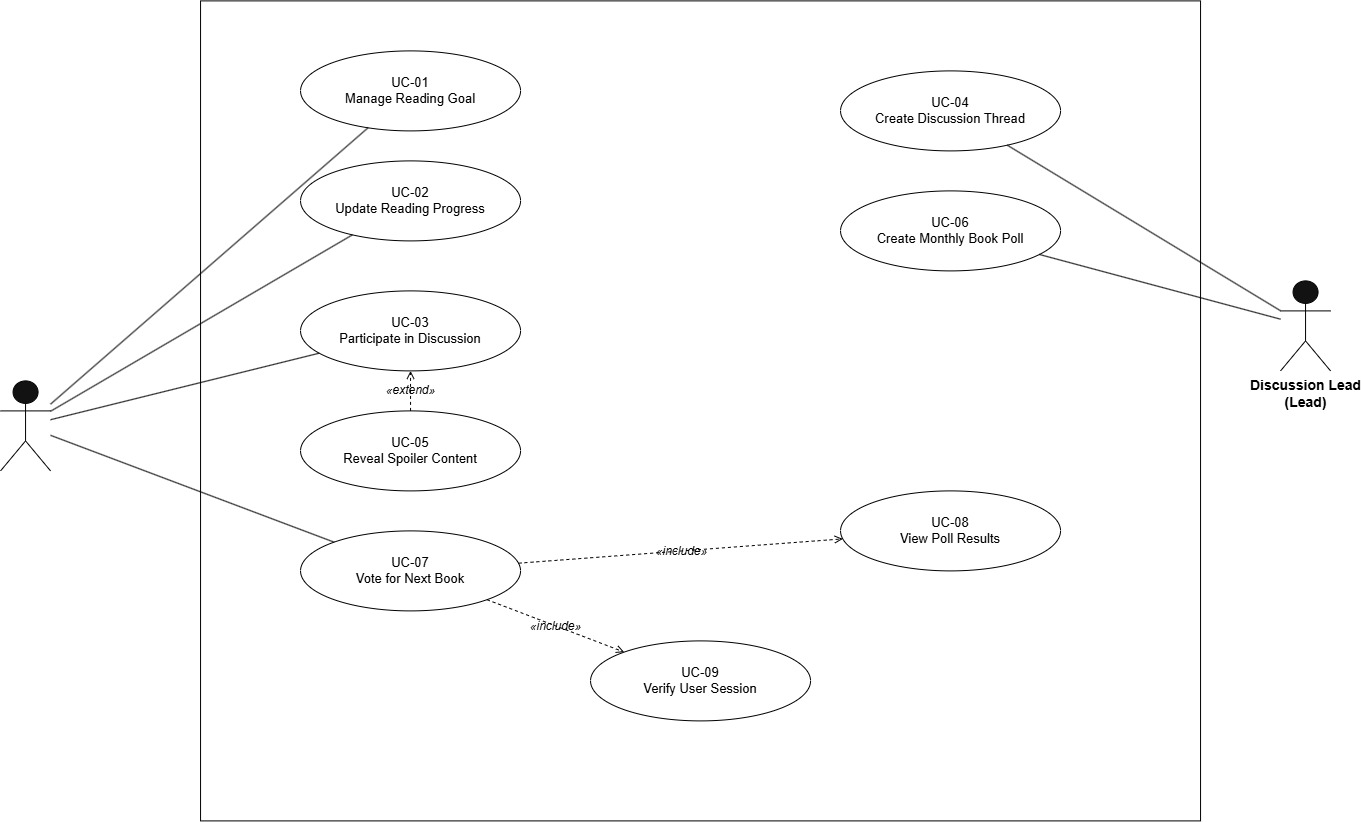 UC-01
Manage Reading Goal
UC-02
Update Reading Progress
UC-03
Participate in Discussion
«extend»
UC-05
Reveal Spoiler Content
UC-07
Vote for Next Book
«include»
«include»
UC-09
Verify User Session
UC-04
Create Discussion Thread
UC-06
Create Monthly Book Poll
UC-08
View Poll Results
Discussion Lead
(Lead)